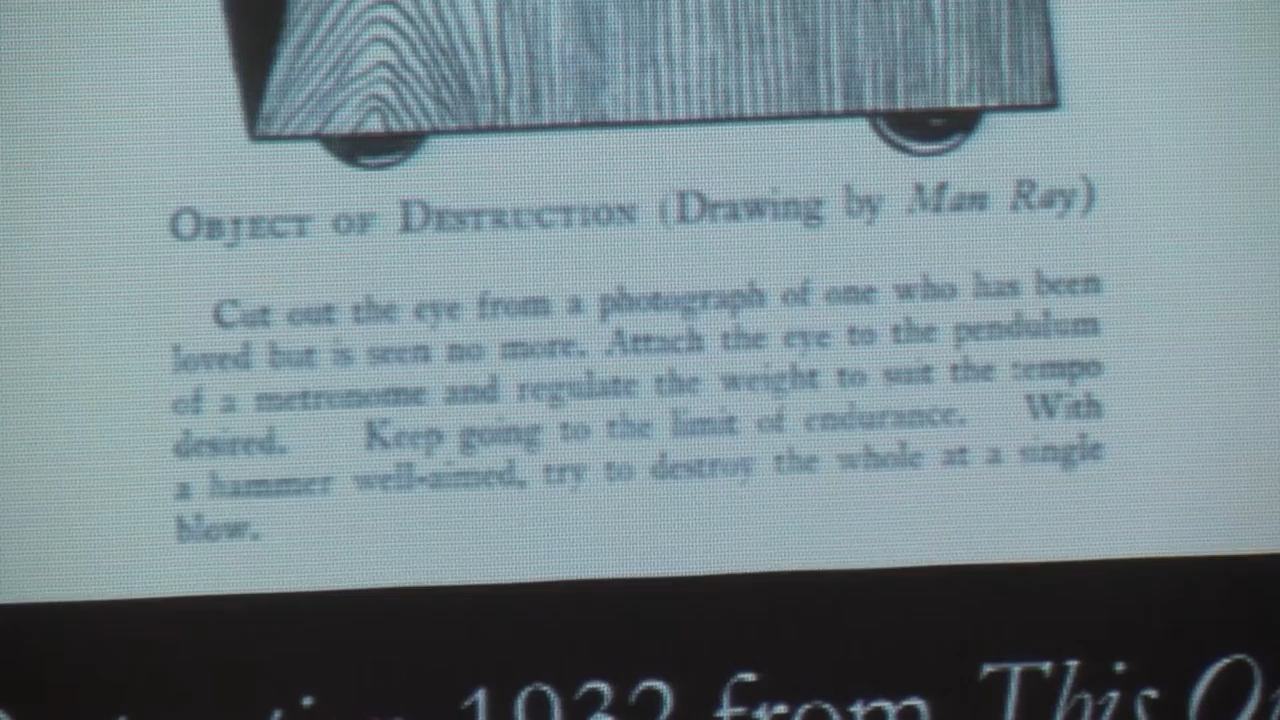 OBJECT OF DESTRUCTION (Drawing by Man Ray)
Cut out the eye from a photograph of one who has been
loved but is seen no more. Attach the eye to the pendulum
of a metronome and regulate the weight to suit the tempo
desired. Keep going to the limit of endurance. With
a hammer well-aimed, try to destroy the whole at a single
blow.
1932 from This